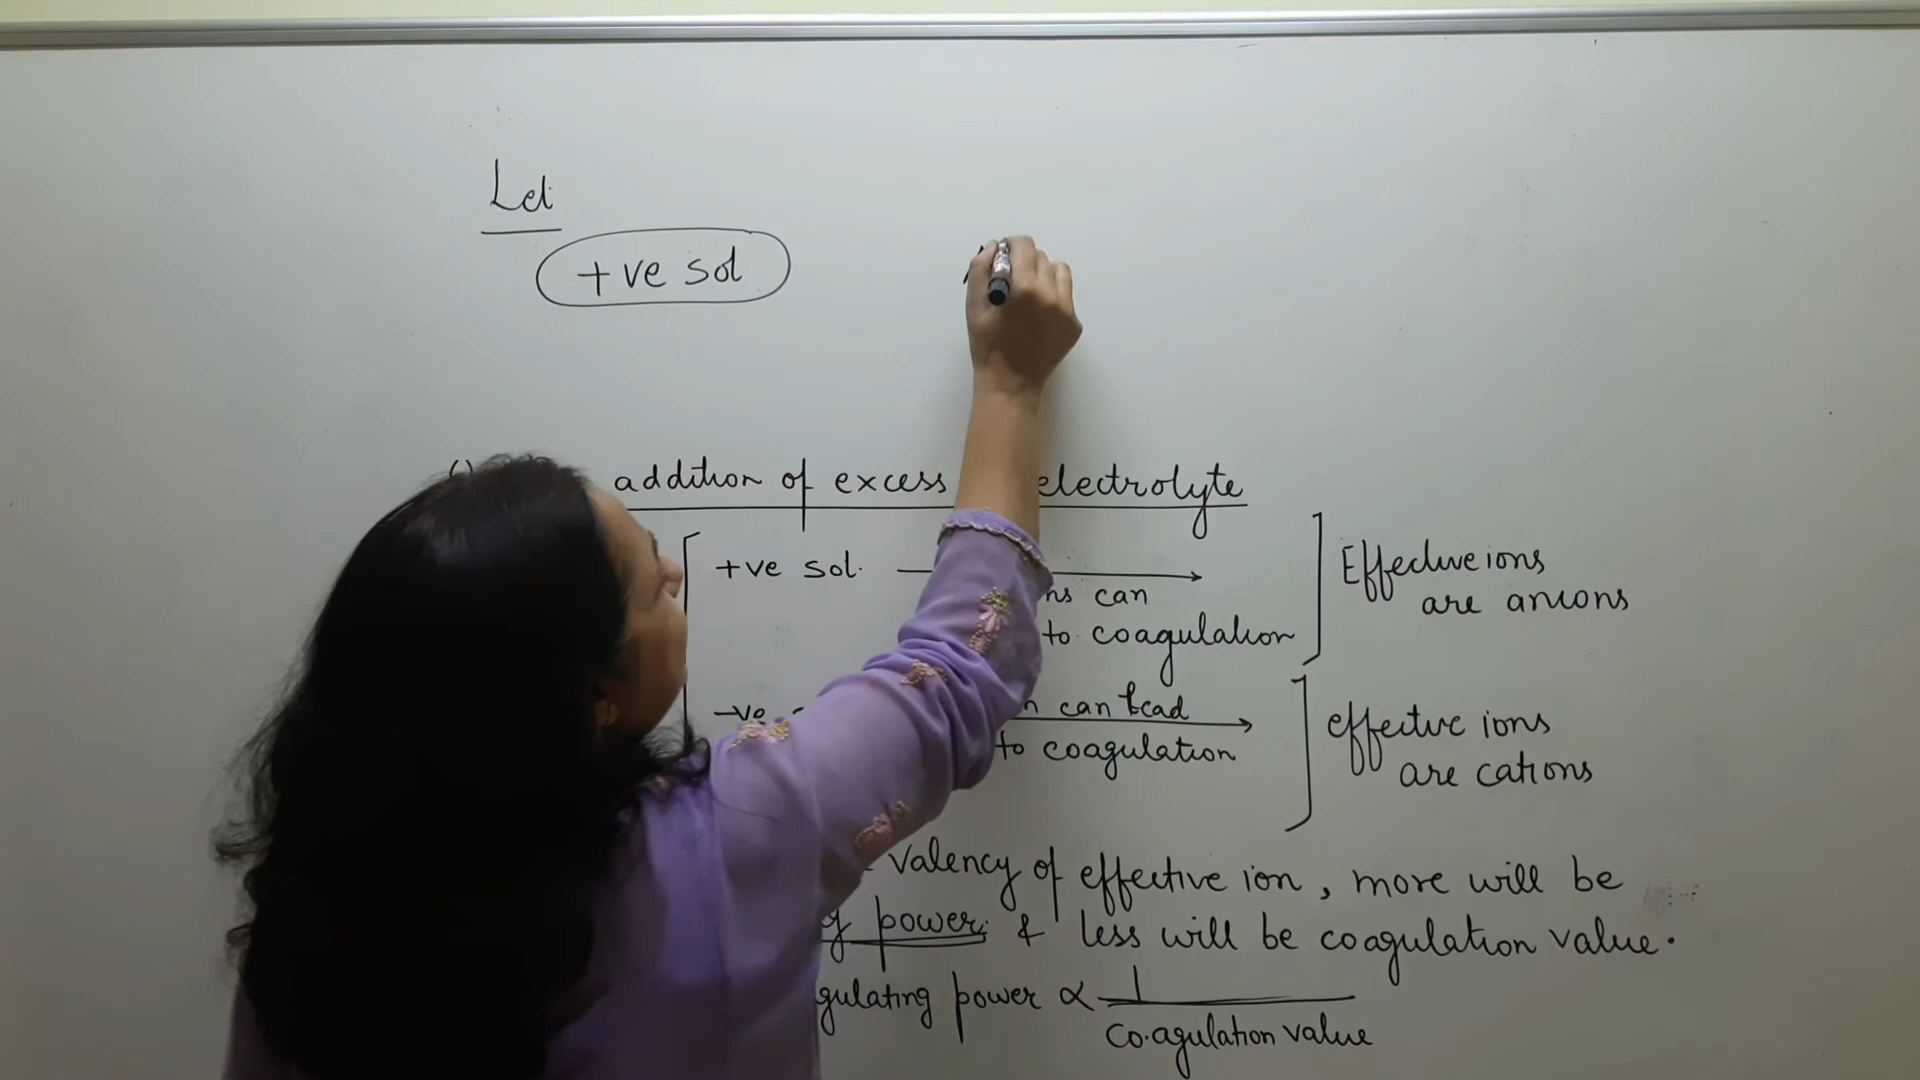 Let
+ve sol
addition of excess electrolyte
+ve sol.
ns can
to coagulation
Effective ions
are anions
-ve
n can lead
to coagulation
effective ions
are cations
valency of effective ion, more will be
g power & less will be coagulation value.
gulating power ∝ 1
coagulation value